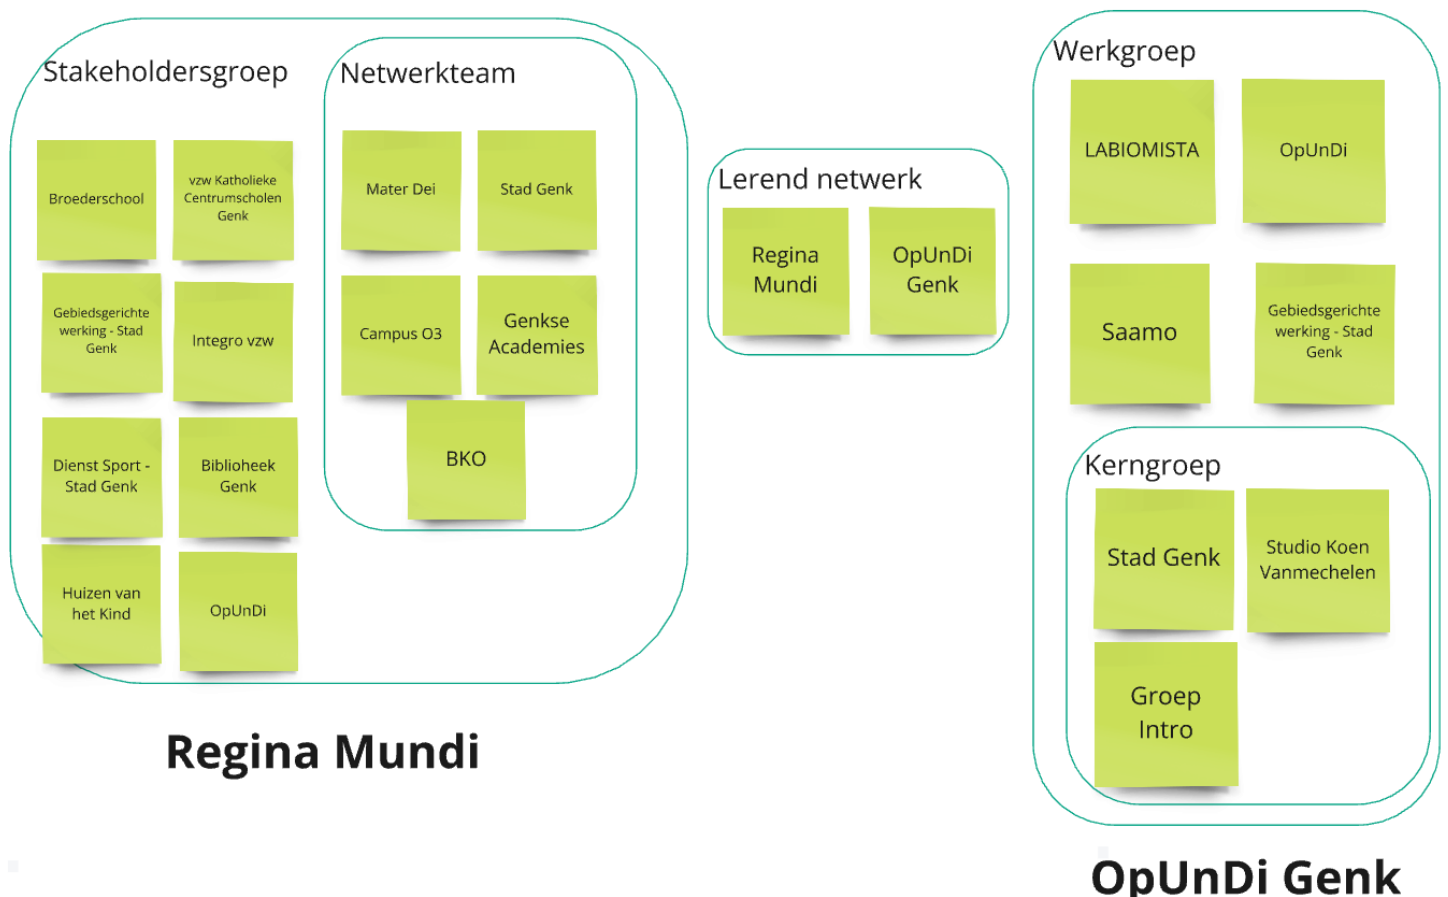 Stakeholdersgroep
Broederschool
vzw Katholieke
Centrumscholen
Genk
Gebiedsgerichte
werking - Stad
Genk
Integro vzw
Dienst Sport -
Stad Genk
Biblioheek
Genk
Huizen van
het Kind
OpUnDi
Netwerkteam
Mater Dei
Stad Genk
Campus O3
Genkse
Academies
BKO
Regina Mundi
Lerend netwerk
Regina
Mundi
OpUnDi
Genk
Werkgroep
LABIOMISTA
OpUnDi
Saamo
Gebiedsgerichte
werking - Stad
Genk
Kerngroep
Stad Genk
Studio Koen
Vanmechelen
Groep
Intro
OpUnDi Genk